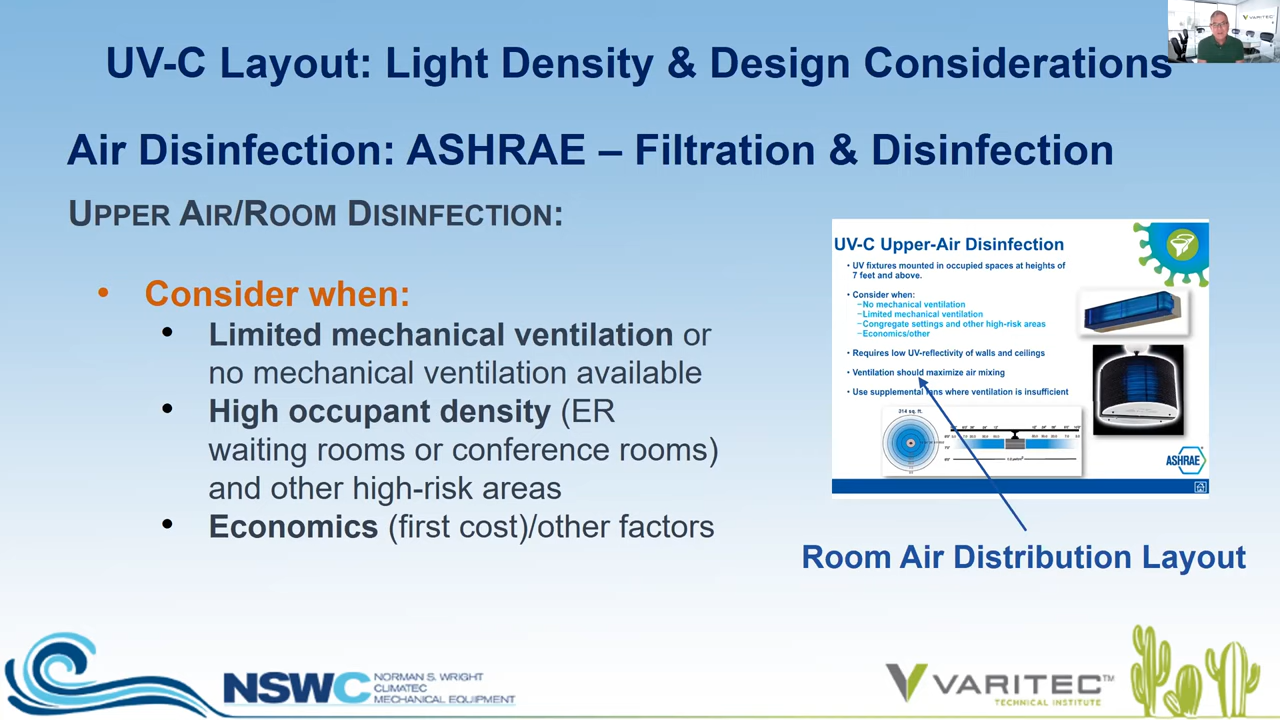 VARITEC
UV-C Layout: Light Density & Design Considerations
Air Disinfection: ASHRAE – Filtration & Disinfection
UPPER AIR/ROOM DISINFECTION:
• Consider when:
• Limited mechanical ventilation or
no mechanical ventilation available
• High occupant density (ER
waiting rooms or conference rooms)
and other high-risk areas
• Economics (first cost)/other factors
UV-C Upper-Air Disinfection
• UV fixtures mounted in occupied spaces at heights of
7 feet and above.
• Consider when:
–No mechanical ventilation
–Limited mechanical ventilation
–Congregate settings and other high-risk areas
–Economics/other
• Requires low UV-reflectivity of walls and ceilings
• Ventilation should maximize air mixing
• Use supplemental fans where ventilation is insufficient
314 sq. ft.
ASHRAE
Room Air Distribution Layout
NSWC
NORMAN S. WRIGHT
CLIMATEC
MECHANICAL EQUIPMENT
VARITEC™
TECHNICAL INSTITUTE